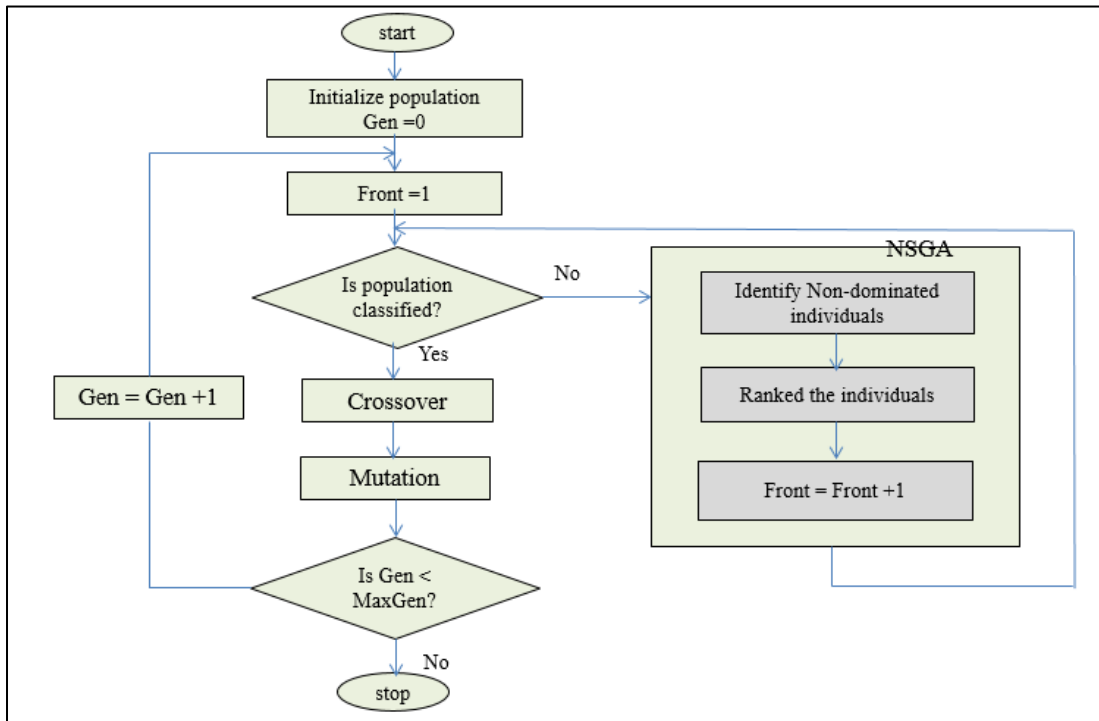 start
Initialize population
Gen =0
Front =1
Is population
classified?
No
Yes
Crossover
Mutation
Is Gen <
MaxGen?
No
stop
Gen = Gen +1
NSGA
Identify Non-dominated
individuals
Ranked the individuals
Front = Front +1